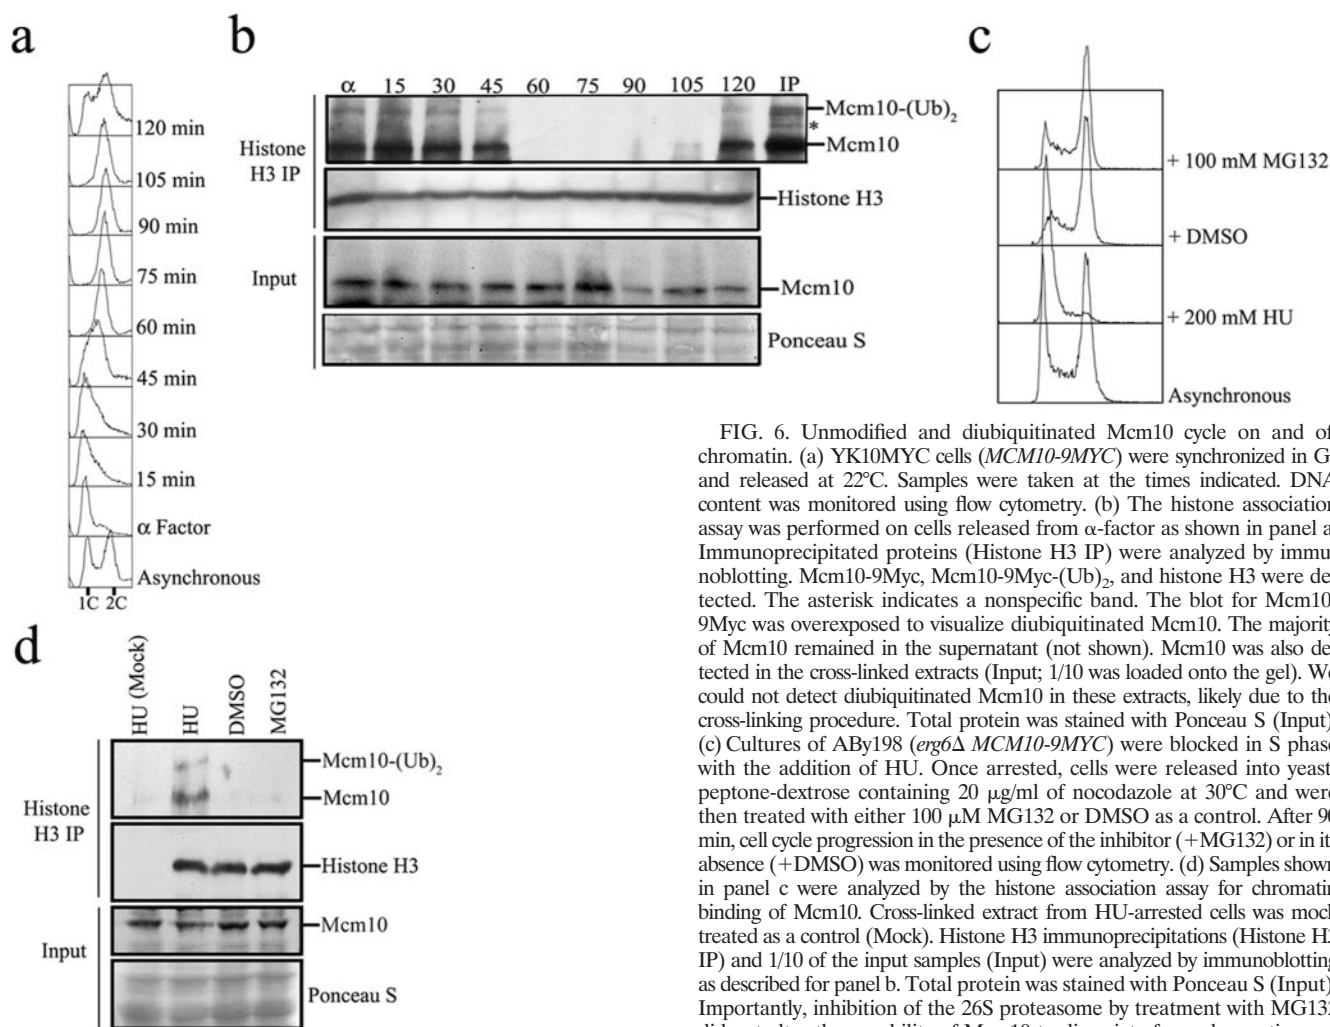 a
120 min
105 min
90 min
75 min
60 min
45 min
30 min
15 min
α Factor
Asynchronous
1C 2C
b
α 15 30 45 60 75 90 105 120 IP
Histone H3 IP
Mcm10-(Ub)2
*
Mcm10
Histone H3
Input
Mcm10
Ponceau S
c
+ 100 mM MG132
+ DMSO
+ 200 mM HU
Asynchronous
d
HU (Mock) HU DMSO MG132
Histone H3 IP
Mcm10-(Ub)2
Mcm10
Histone H3
Input
Mcm10
Ponceau S
FIG. 6. Unmodified and diubiquitinated Mcm10 cycle on and of
chromatin. (a) YK10MYC cells (MCM10-9MYC) were synchronized in G
and released at 22°C. Samples were taken at the times indicated. DNA
content was monitored using flow cytometry. (b) The histone association
assay was performed on cells released from α-factor as shown in panel a
Immunoprecipitated proteins (Histone H3 IP) were analyzed by immu
noblotting. Mcm10-9Myc, Mcm10-9Myc-(Ub)2, and histone H3 were de
tected. The asterisk indicates a nonspecific band. The blot for Mcm10
9Myc was overexposed to visualize diubiquitinated Mcm10. The majority
of Mcm10 remained in the supernatant (not shown). Mcm10 was also de
tected in the cross-linked extracts (Input; 1/10 was loaded onto the gel). We
could not detect diubiquitinated Mcm10 in these extracts, likely due to the
cross-linking procedure. Total protein was stained with Ponceau S (Input)
(c) Cultures of ABy198 (erg6Δ MCM10-9MYC) were blocked in S phase
with the addition of HU. Once arrested, cells were released into yeast
peptone-dextrose containing 20 μg/ml of nocodazole at 30°C and were
then treated with either 100 μM MG132 or DMSO as a control. After 90
min, cell cycle progression in the presence of the inhibitor (+MG132) or in it
absence (+DMSO) was monitored using flow cytometry. (d) Samples shown
in panel c were analyzed by the histone association assay for chromatin
binding of Mcm10. Cross-linked extract from HU-arrested cells was mock
treated as a control (Mock). Histone H3 immunoprecipitations (Histone H3
IP) and 1/10 of the input samples (Input) were analyzed by immunoblotting
as described for panel b. Total protein was stained with Ponceau S (Input)
Importantly, inhibition of the 26S proteasome by treatment with MG132